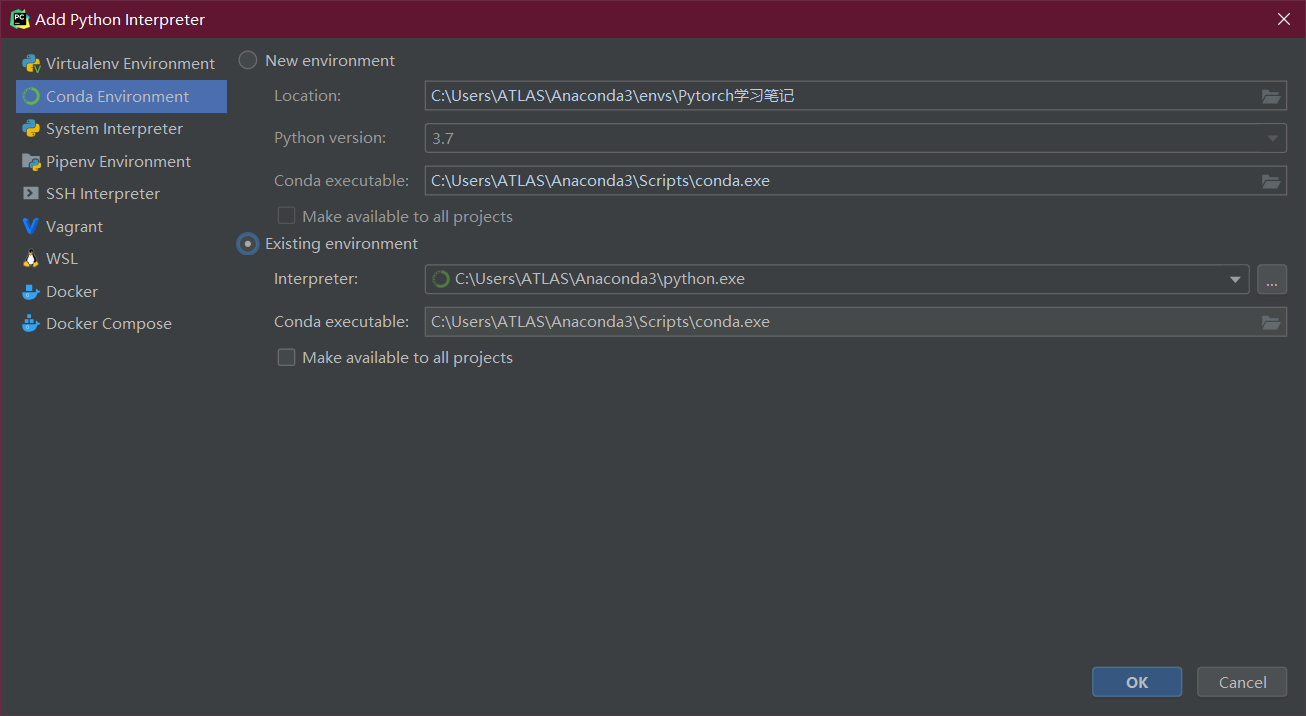 Add Python Interpreter
Virtualenv Environment
Conda Environment
System Interpreter
Pipenv Environment
SSH Interpreter
Vagrant
WSL
Docker
Docker Compose
New environment
Location: C:\Users\ATLAS\Anaconda3\envs\Pytorch学习笔记
Python version: 3.7
Conda executable: C:\Users\ATLAS\Anaconda3\Scripts\conda.exe
Make available to all projects
Existing environment
Interpreter: C:\Users\ATLAS\Anaconda3\python.exe ...
Conda executable: C:\Users\ATLAS\Anaconda3\Scripts\conda.exe
Make available to all projects
OK Cancel